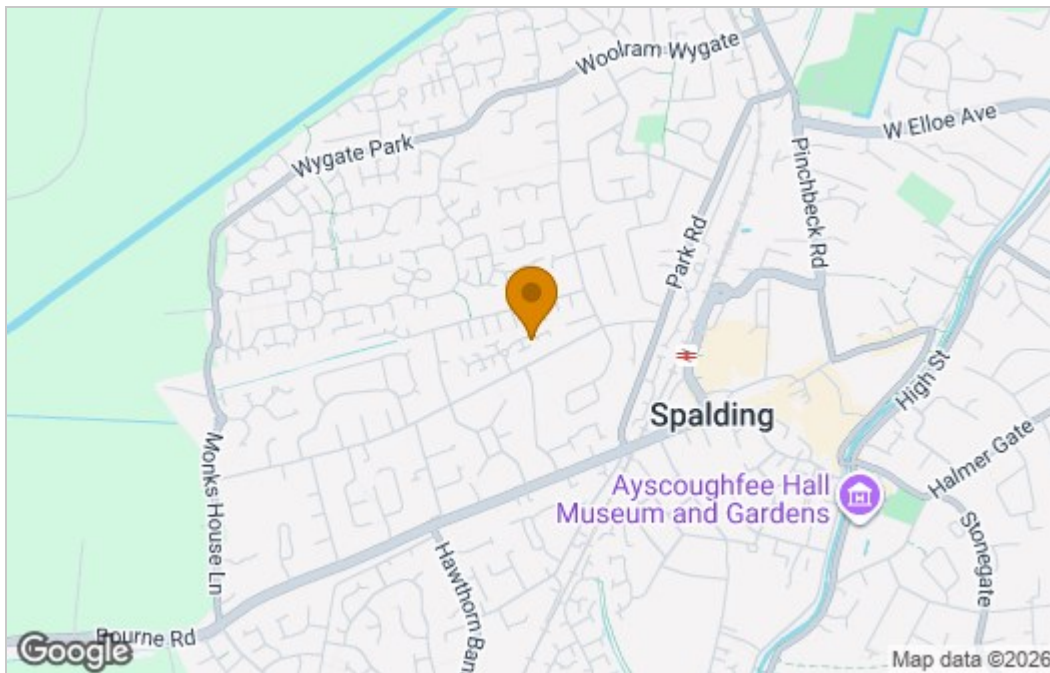 Woolram Wygate
Wygate Park
W Elloe Ave
Pinchbeck Rd
Park Rd
High St
Spalding
Halmer Gate
Ayscoughfee Hall
Museum and Gardens
Stonegate
Monks House Ln
Hawthorn Ban
Bourne Rd
Google
Map data ©2026